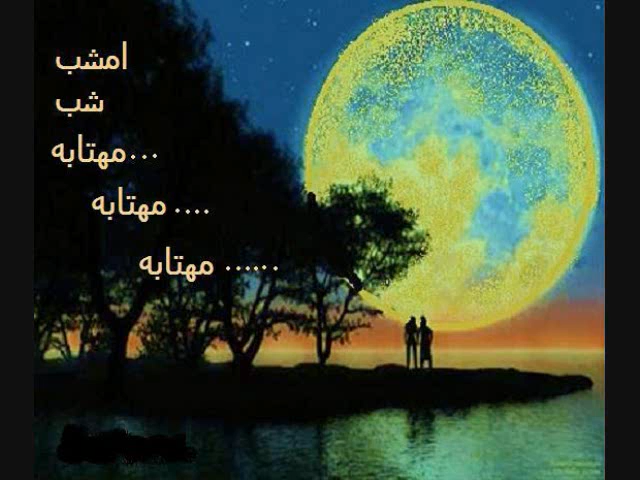 امشب
شب
مهتابه...
مهتابه ....
مهتابه ......